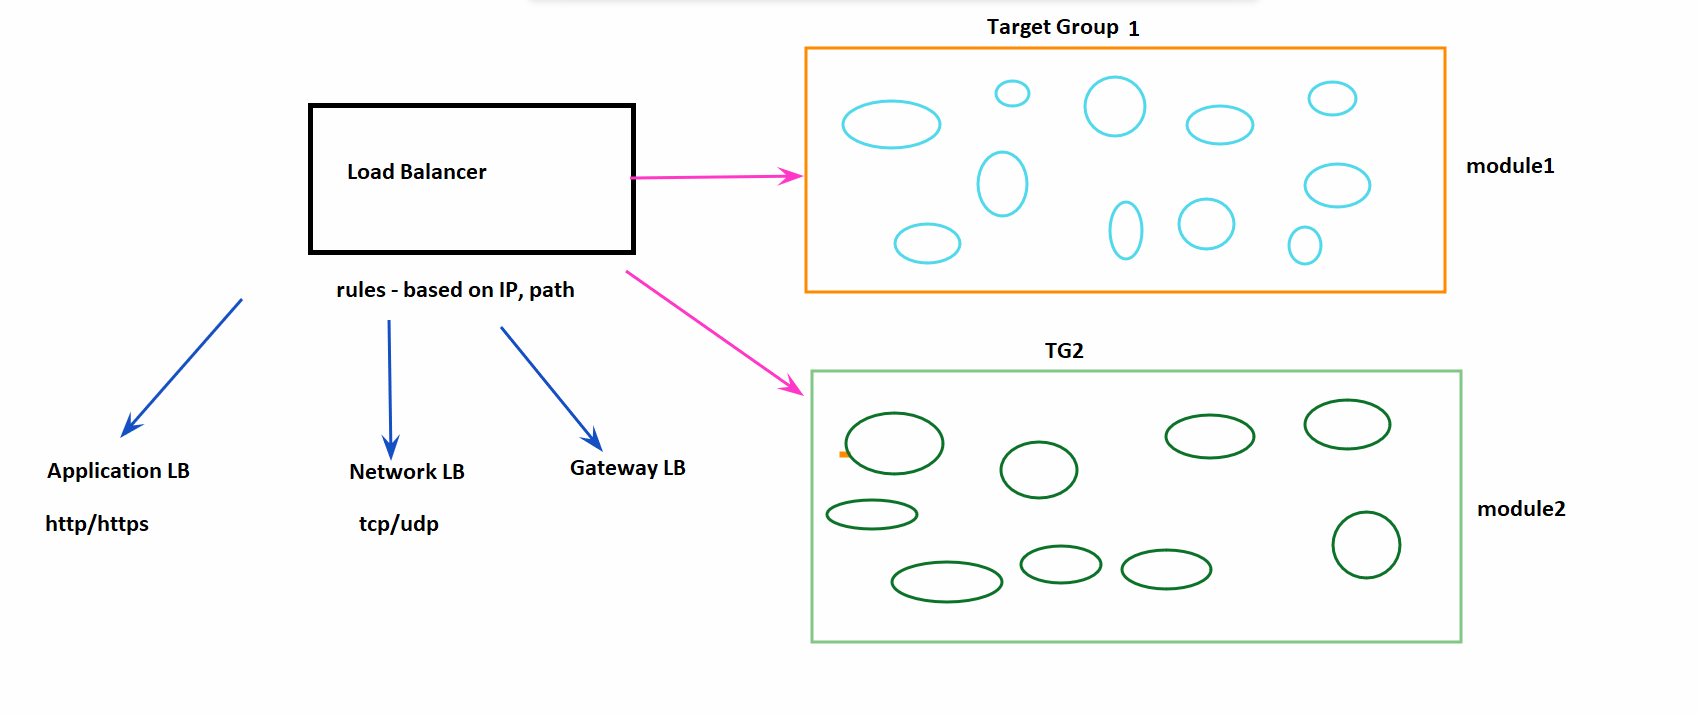 Target Group 1
Load Balancer
module1
rules - based on IP, path
TG2
Application LB
Network LB
Gateway LB
http/https
tcp/udp
module2